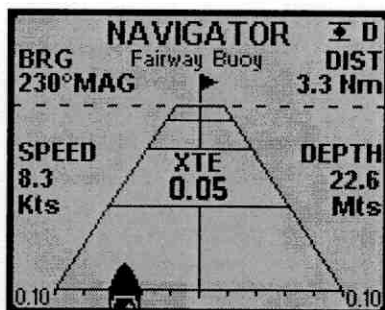 NAVIGATOR D
BRG Fairway Buoy DIST
230°MAG 3.3 Nm
SPEED XTE DEPTH
8.3 0.05 22.6
Kts Mts
0.10 0.10